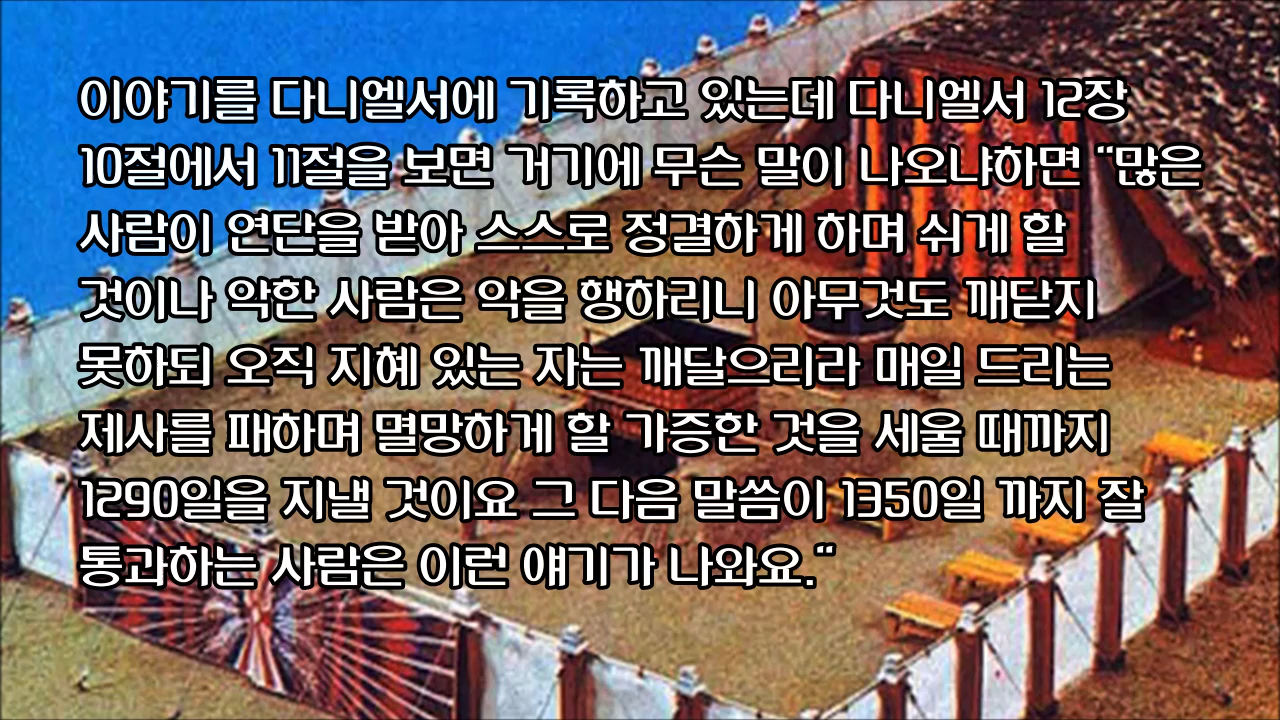 이야기를 다니엘서에 기록하고 있는데 다니엘서 12장
10절에서 11절을 보면 거기에 무슨 말이 나오냐하면 “많은
사람이 연단을 받아 스스로 정결하게 하며 쉬게 할
것이나 악한 사람은 악을 행하리니 아무것도 깨닫지
못하되 오직 지혜 있는 자는 깨달으리라 매일 드리는
제사를 패하며 멸망하게 할 가증한 것을 세울 때까지
1290일을 지낼 것이요 그 다음 말씀이 1350일 까지 잘
통과하는 사람은 이런 얘기가 나와요.“